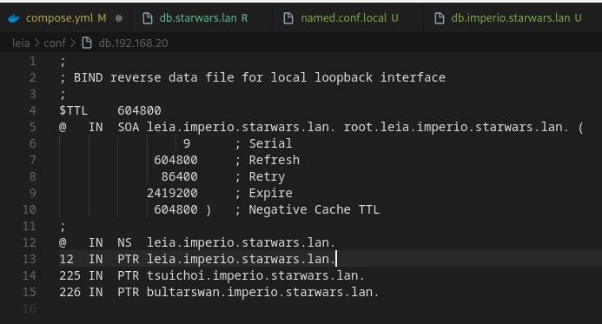 compose.yml M ● db.starwars.lan R named.conf.local U db.imperio.starwars.lan U
leia > conf > db.192.168.20
1 ;
2 ; BIND reverse data file for local loopback interface
3 ;
4 $TTL 604800
5 @ IN SOA leia.imperio.starwars.lan. root.leia.imperio.starwars.lan. (
6 9 ; Serial
7 604800 ; Refresh
8 86400 ; Retry
9 2419200 ; Expire
10 604800 ) ; Negative Cache TTL
11 ;
12 @ IN NS leia.imperio.starwars.lan.
13 12 IN PTR leia.imperio.starwars.lan.
14 225 IN PTR tsuichoi.imperio.starwars.lan.
15 226 IN PTR bultarswan.imperio.starwars.lan.
16